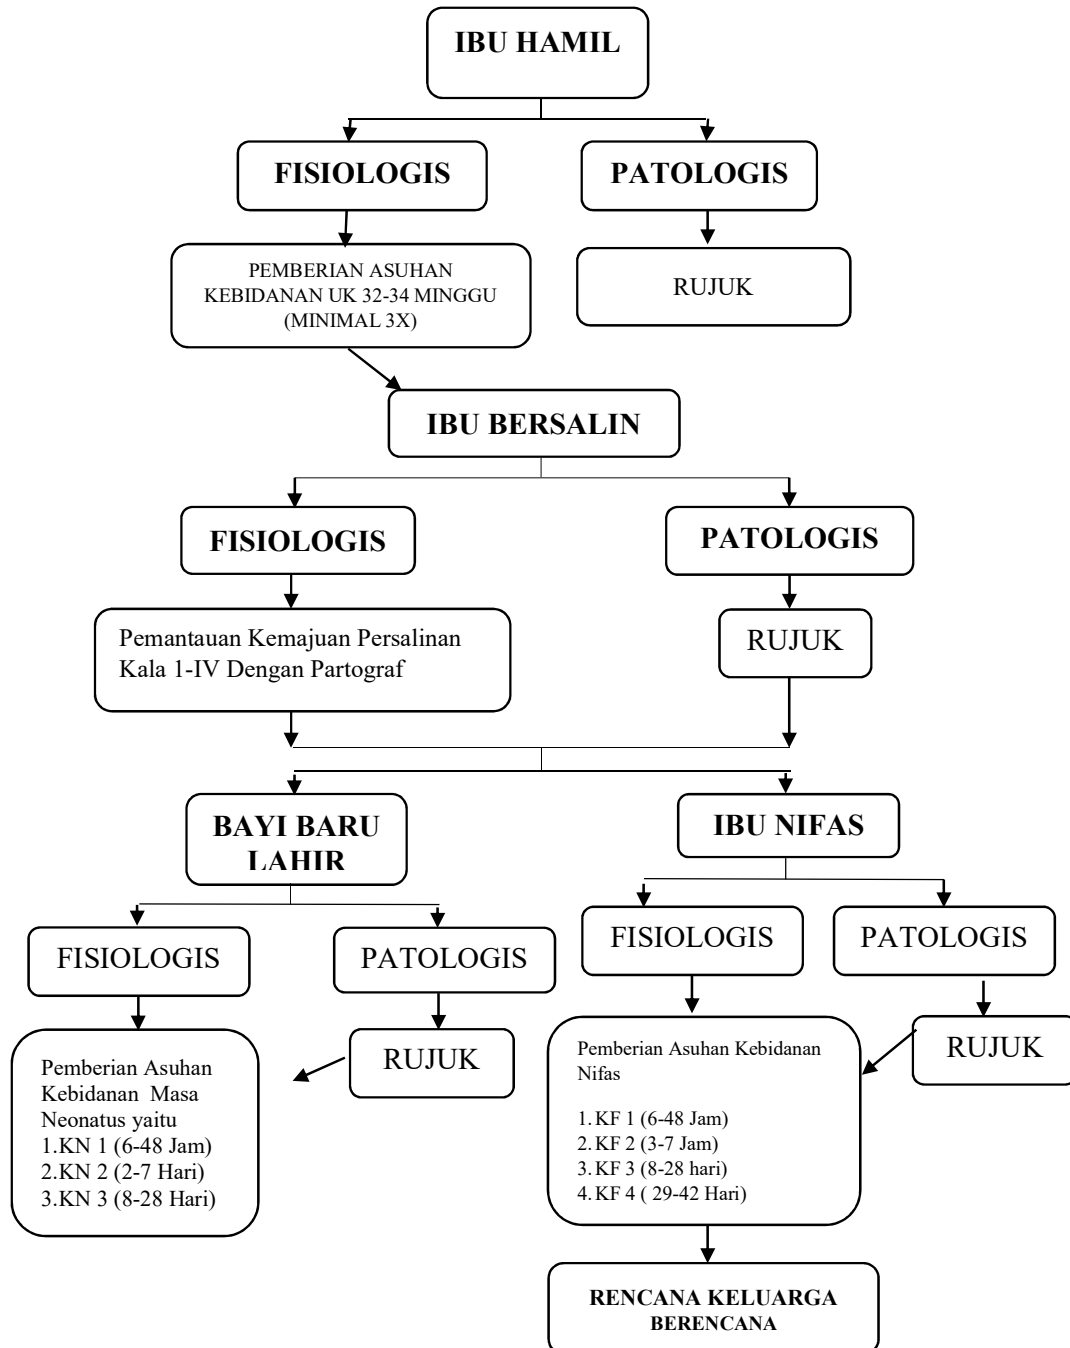 IBU HAMIL
FISIOLOGIS
PATOLOGIS
PEMBERIAN ASUHAN
KEBIDANAN UK 32-34 MINGGU
(MINIMAL 3X)
RUJUK
IBU BERSALIN
FISIOLOGIS
PATOLOGIS
Pemantauan Kemajuan Persalinan
Kala 1-IV Dengan Partograf
RUJUK
BAYI BARU
LAHIR
IBU NIFAS
FISIOLOGIS
PATOLOGIS
FISIOLOGIS
PATOLOGIS
Pemberian Asuhan
Kebidanan Masa
Neonatus yaitu
1.KN 1 (6-48 Jam)
2.KN 2 (2-7 Hari)
3.KN 3 (8-28 Hari)
RUJUK
Pemberian Asuhan Kebidanan
Nifas
1. KF 1 (6-48 Jam)
2. KF 2 (3-7 Jam)
3. KF 3 (8-28 hari)
4. KF 4 ( 29-42 Hari)
RUJUK
RENCANA KELUARGA
BERENCANA